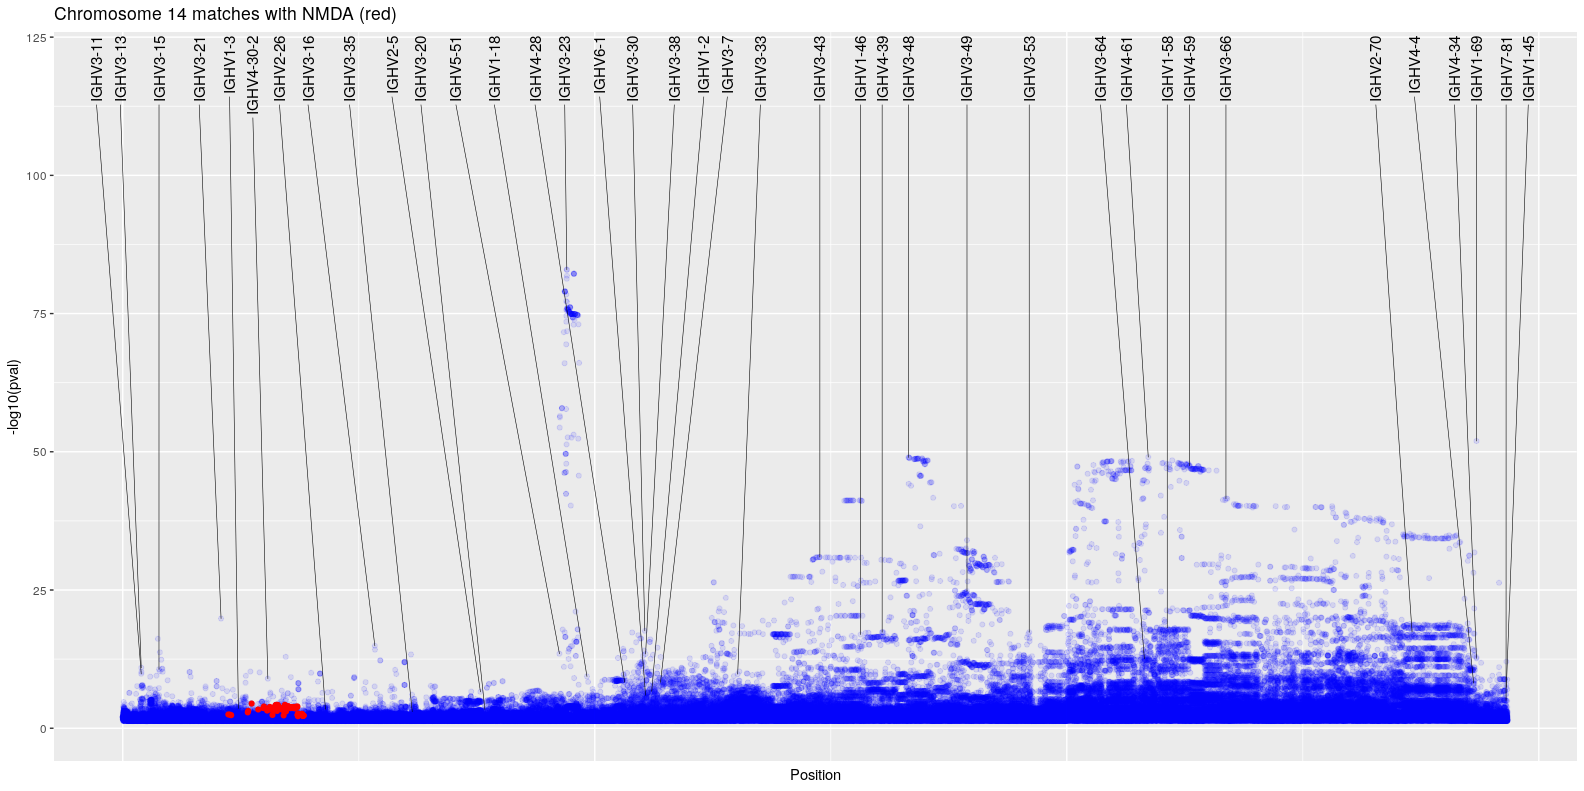 Chromosome 14 matches with NMDA (red)
125
100
75
50
25
0
-log10(pval)
IGHV3-11
IGHV3-13
IGHV3-15
IGHV3-21
IGHV1-3
IGHV4-30-2
IGHV2-26
IGHV3-16
IGHV3-35
IGHV2-5
IGHV3-20
IGHV5-51
IGHV1-18
IGHV4-28
IGHV3-23
IGHV6-1
IGHV3-30
IGHV3-38
IGHV1-2
IGHV3-7
IGHV3-33
IGHV3-43
IGHV1-46
IGHV4-39
IGHV3-48
IGHV3-49
IGHV3-53
IGHV3-64
IGHV4-61
IGHV1-58
IGHV4-59
IGHV3-66
IGHV2-70
IGHV4-4
IGHV4-34
IGHV1-69
IGHV7-81
IGHV1-45
Position